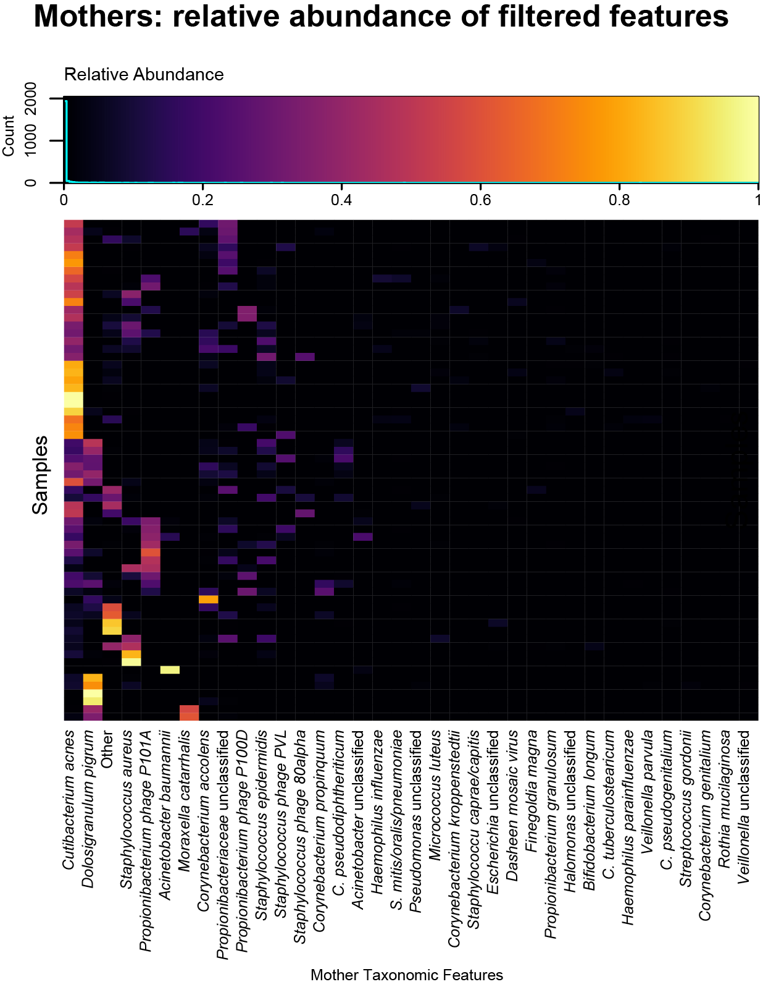 Mothers: relative abundance of filtered features
Relative Abundance
Count
0
1000
2000
0
0.2
0.4
0.6
0.8
1
Samples
Cutibacterium acnes
Dolosigranulum pigrum
Other
Staphylococcus aureus
Propionibacterium phage P101A
Acinetobacter baumannii
Moraxella catarrhalis
Corynebacterium accolens
Propionibacteriaceae unclassified
Propionibacterium phage P100D
Staphylococcus epidermidis
Staphylococcus phage PVL
Staphylococcus phage 80alpha
Corynebacterium propinquum
C. pseudodiphtheriticum
Acinetobacter unclassified
Haemophilus influenzae
S. mitis/oralis/pneumoniae
Pseudomonas unclassified
Micrococcus luteus
Corynebacterium kroppenstedtii
Staphylococcu caprae/capitis
Escherichia unclassified
Dasheen mosaic virus
Finegoldia magna
Propionibacterium granulosum
Halomonas unclassified
Bifidobacterium longum
C. tuberculostearicum
Haemophilus parainfluenzae
Veillonella parvula
C. pseudogenitalium
Streptococcus gordonii
Corynebacterium genitalium
Rothia mucilaginosa
Veillonella unclassified
Mother Taxonomic Features